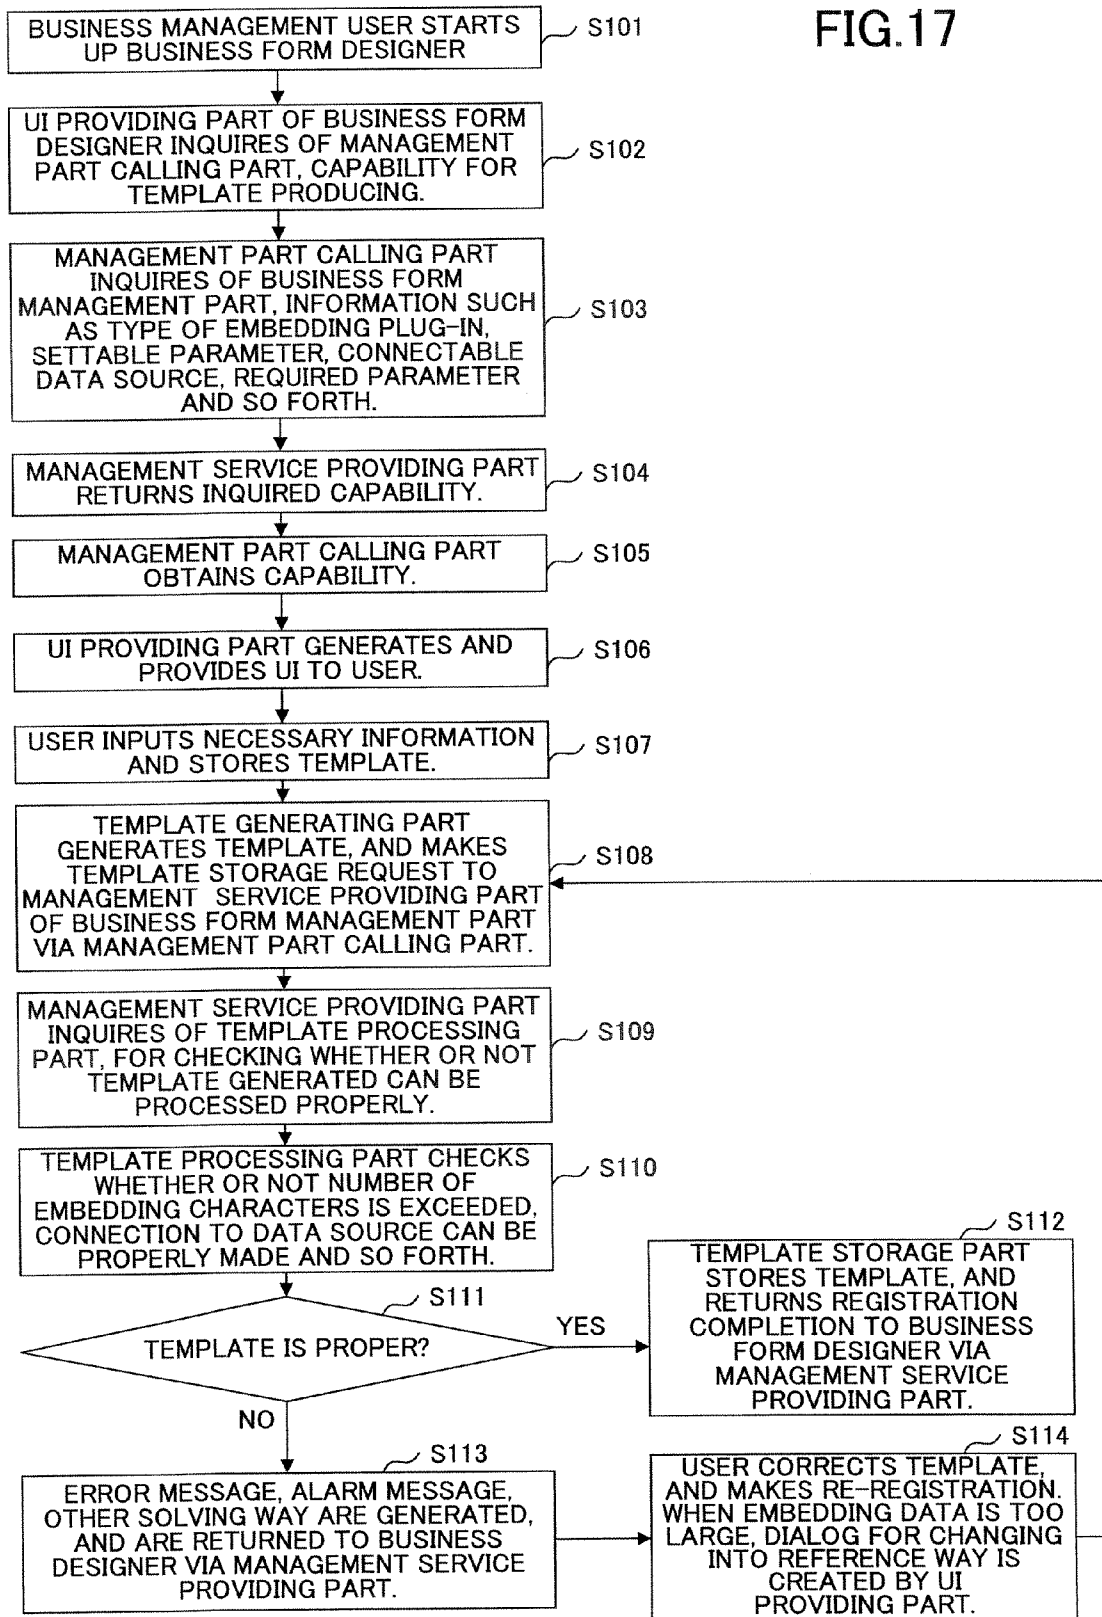 FIG.17
BUSINESS MANAGEMENT USER STARTS
UP BUSINESS FORM DESIGNER
S101
UI PROVIDING PART OF BUSINESS FORM
DESIGNER INQUIRES OF MANAGEMENT
PART CALLING PART, CAPABILITY FOR
TEMPLATE PRODUCING.
S102
MANAGEMENT PART CALLING PART
INQUIRES OF BUSINESS FORM
MANAGEMENT PART, INFORMATION SUCH
AS TYPE OF EMBEDDING PLUG-IN,
SETTABLE PARAMETER, CONNECTABLE
DATA SOURCE, REQUIRED PARAMETER
AND SO FORTH.
S103
MANAGEMENT SERVICE PROVIDING PART
RETURNS INQUIRED CAPABILITY.
S104
MANAGEMENT PART CALLING PART
OBTAINS CAPABILITY.
S105
UI PROVIDING PART GENERATES AND
PROVIDES UI TO USER.
S106
USER INPUTS NECESSARY INFORMATION
AND STORES TEMPLATE.
S107
TEMPLATE GENERATING PART
GENERATES TEMPLATE, AND MAKES
TEMPLATE STORAGE REQUEST TO
MANAGEMENT SERVICE PROVIDING PART
OF BUSINESS FORM MANAGEMENT PART
VIA MANAGEMENT PART CALLING PART.
S108
MANAGEMENT SERVICE PROVIDING PART
INQUIRES OF TEMPLATE PROCESSING
PART, FOR CHECKING WHETHER OR NOT
TEMPLATE GENERATED CAN BE
PROCESSED PROPERLY.
S109
TEMPLATE PROCESSING PART CHECKS
WHETHER OR NOT NUMBER OF
EMBEDDING CHARACTERS IS EXCEEDED,
CONNECTION TO DATA SOURCE CAN BE
PROPERLY MADE AND SO FORTH.
S110
S111
TEMPLATE IS PROPER?
YES
NO
S112
TEMPLATE STORAGE PART
STORES TEMPLATE, AND
RETURNS REGISTRATION
COMPLETION TO BUSINESS
FORM DESIGNER VIA
MANAGEMENT SERVICE
PROVIDING PART.
S113
ERROR MESSAGE, ALARM MESSAGE,
OTHER SOLVING WAY ARE GENERATED,
AND ARE RETURNED TO BUSINESS
DESIGNER VIA MANAGEMENT SERVICE
PROVIDING PART.
S114
USER CORRECTS TEMPLATE,
AND MAKES RE-REGISTRATION.
WHEN EMBEDDING DATA IS TOO
LARGE, DIALOG FOR CHANGING
INTO REFERENCE WAY IS
CREATED BY UI
PROVIDING PART.